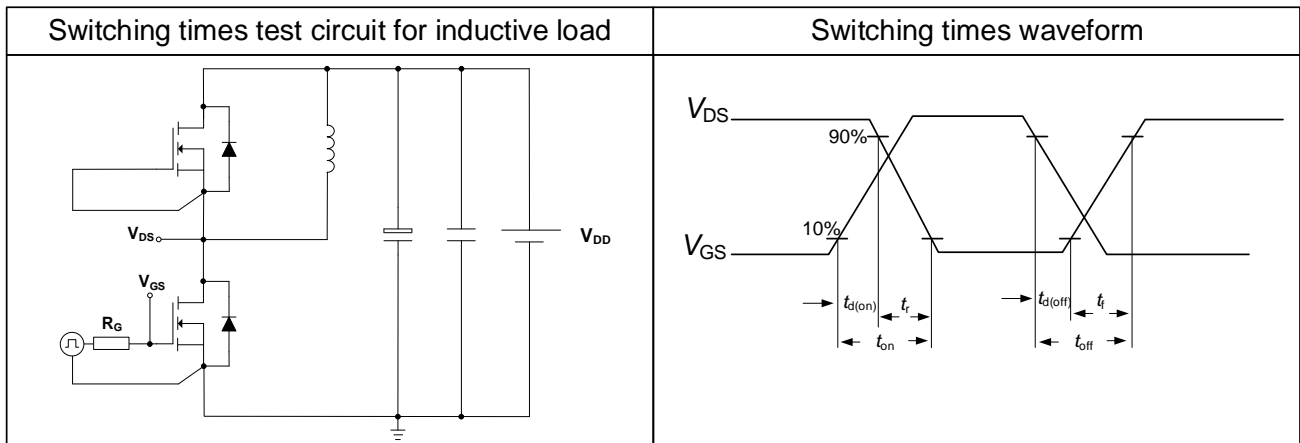 Switching times test circuit for inductive load
Switching times waveform
VDS
VGS
RG
VDD
VDS
90%
10%
VGS
td(on)
tr
ton
td(off)
tf
toff